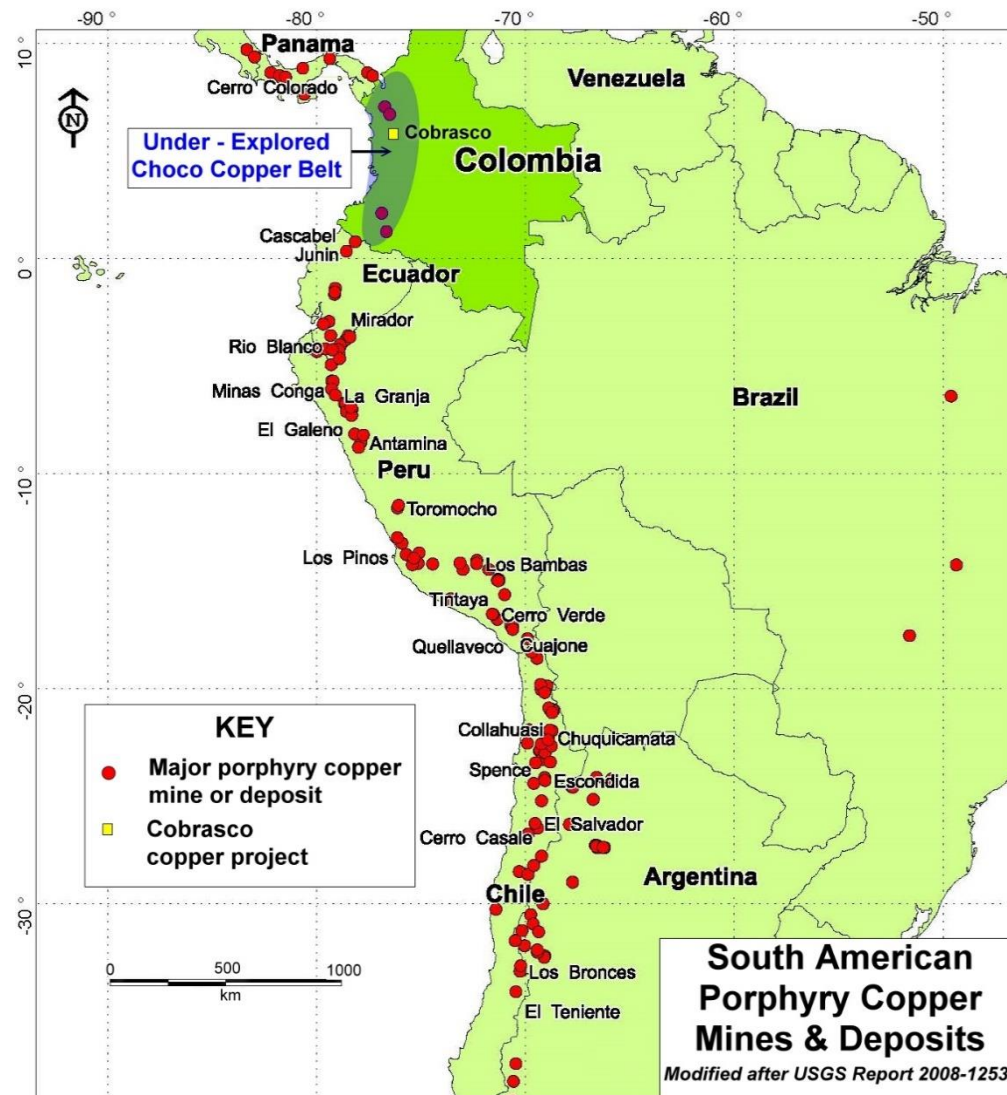 -90 °
-80 °
-70 °
-60 °
-50 °
10 °
Panama
Venezuela
Cerro Colorado
N
Under - Explored
Choco Copper Belt
Cobrasco
Colombia
Cascabel
Junin
0 °
Ecuador
Mirador
Rio Blanco
Minas Conga
La Granja
Brazil
El Galeno
Antamina
Peru
-10 °
Toromocho
Los Pinos
Los Bambas
Tintaya
Cerro Verde
Quellaveco
Cuajone
-20 °
KEY
Major porphyry copper
mine or deposit
Cobrasco
copper project
Collahuasi
Chuquicamata
Spence
Escondida
El Salvador
Cerro Casale
Argentina
Chile
-30 °
0 500 1000
km
Los Bronces
El Teniente
South American
Porphyry Copper
Mines & Deposits
Modified after USGS Report 2008-1253